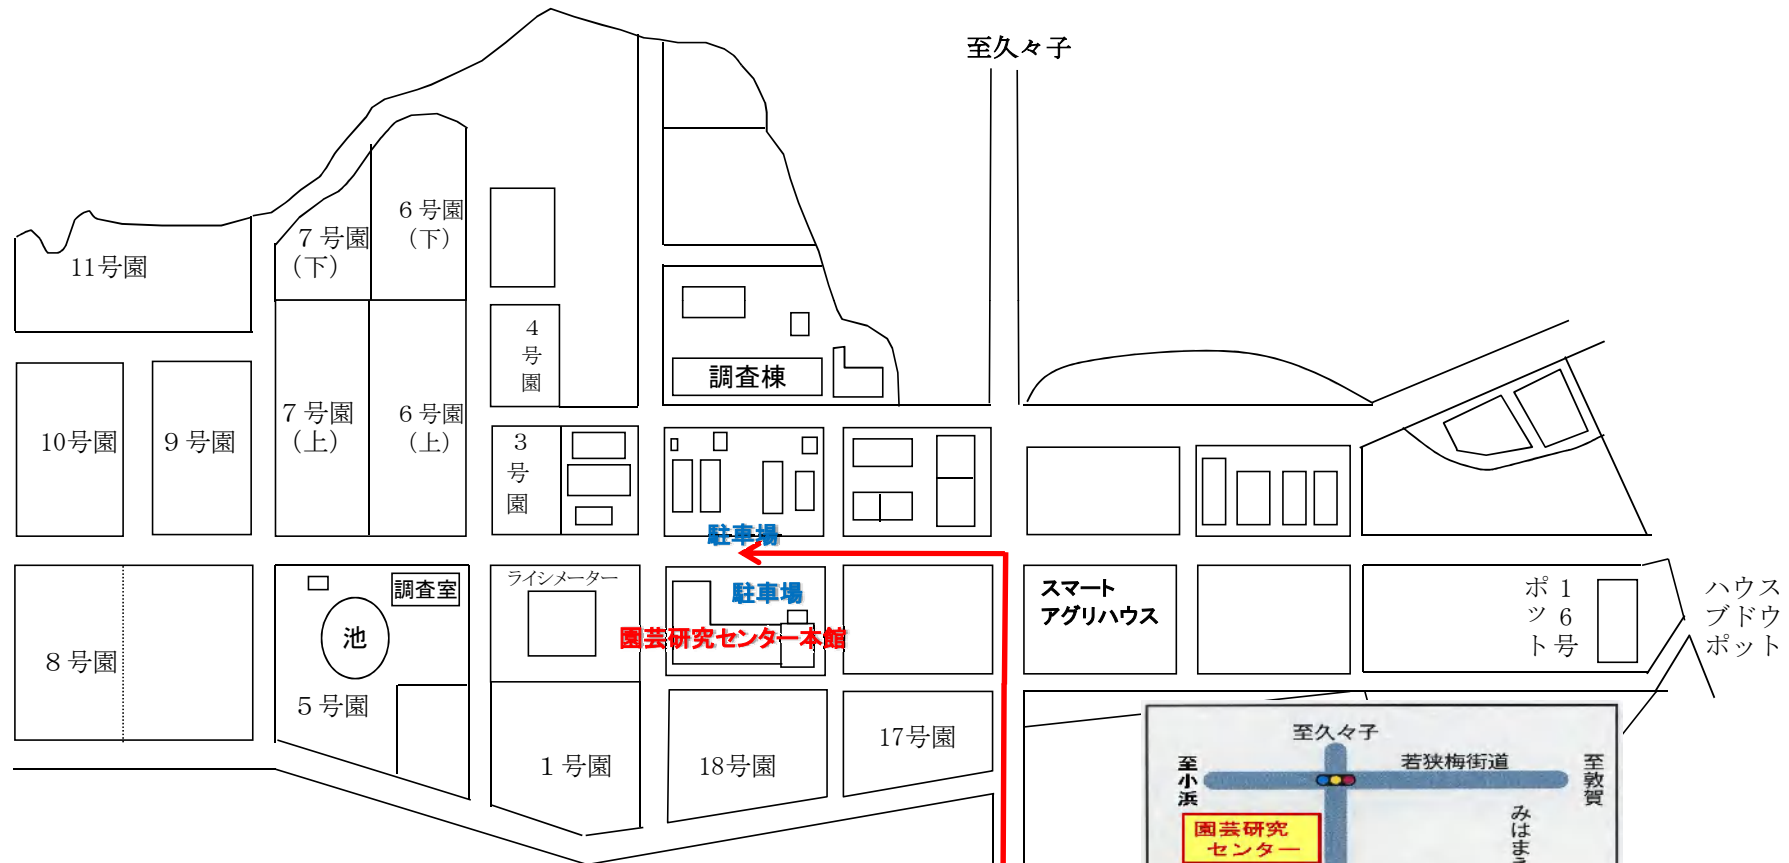 至久々子
6号園
(下)
7号園
(下)
11号園
4号園
調査棟
7号園
(上)
6号園
(上)
10号園
9号園
3号園
駐車場
ライシメーター
調査室
駐車場
スマート
アグリハウス
16号
ポット
ハウス
ブドウ
ポット
池
園芸研究センター本館
8号園
5号園
1号園
18号園
17号園
至久々子
若狭梅街道
至小浜
至敦賀
園芸研究
センター
みはま